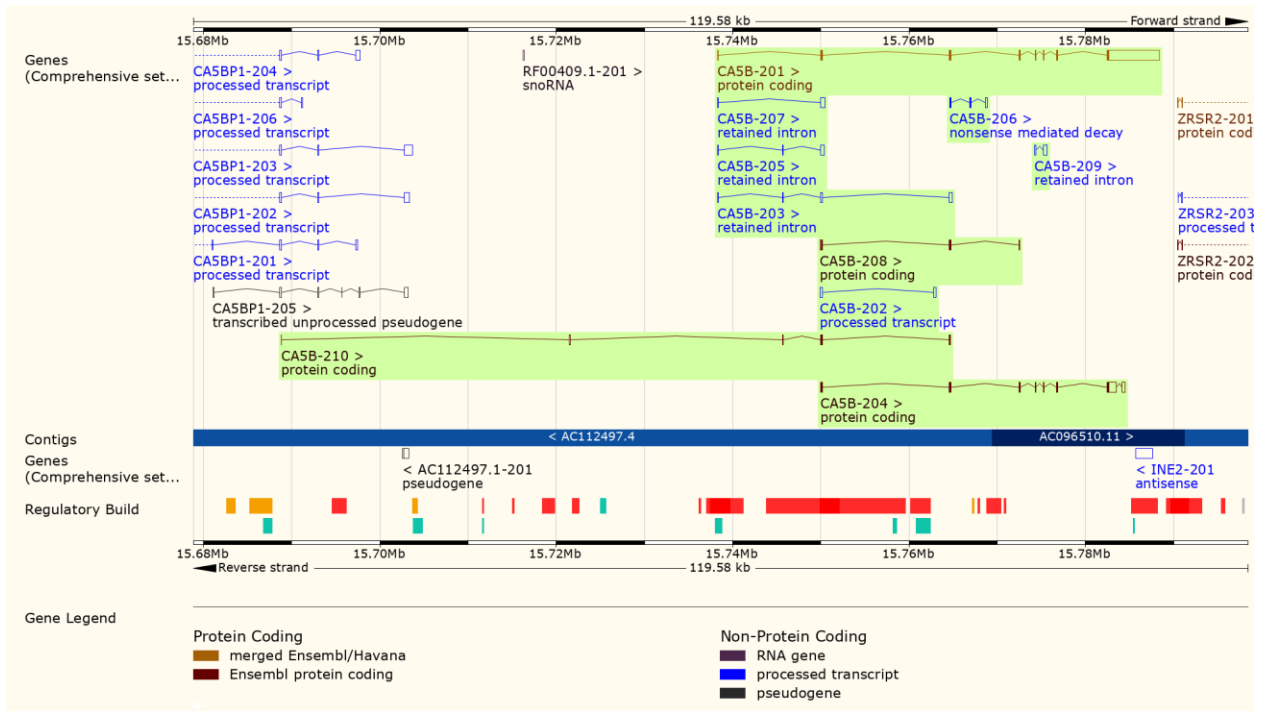 119.58 kb Forward strand
15.68Mb 15.70Mb 15.72Mb 15.74Mb 15.76Mb 15.78Mb
Genes
(Comprehensive set...
CA5BP1-204 > RF00409.1-201 > CA5B-201 >
processed transcript snoRNA protein coding
CA5BP1-206 > CA5B-207 > CA5B-206 > ZRSR2-201
processed transcript retained intron nonsense mediated decay protein cod
CA5BP1-203 > CA5B-205 > CA5B-209 >
processed transcript retained intron retained intron
CA5BP1-202 > CA5B-203 > ZRSR2-203
processed transcript retained intron processed t
CA5BP1-201 > CA5B-208 > ZRSR2-202
processed transcript protein coding protein cod
CA5BP1-205 > CA5B-202 >
transcribed unprocessed pseudogene processed transcript
CA5B-210 >
protein coding
CA5B-204 >
protein coding
Contigs < AC112497.4 AC096510.11 >
Genes
(Comprehensive set...
< AC112497.1-201 < INE2-201
pseudogene antisense
Regulatory Build
15.68Mb 15.70Mb 15.72Mb 15.74Mb 15.76Mb 15.78Mb
Reverse strand 119.58 kb
Gene Legend
Protein Coding Non-Protein Coding
merged Ensembl/Havana RNA gene
Ensembl protein coding processed transcript
pseudogene